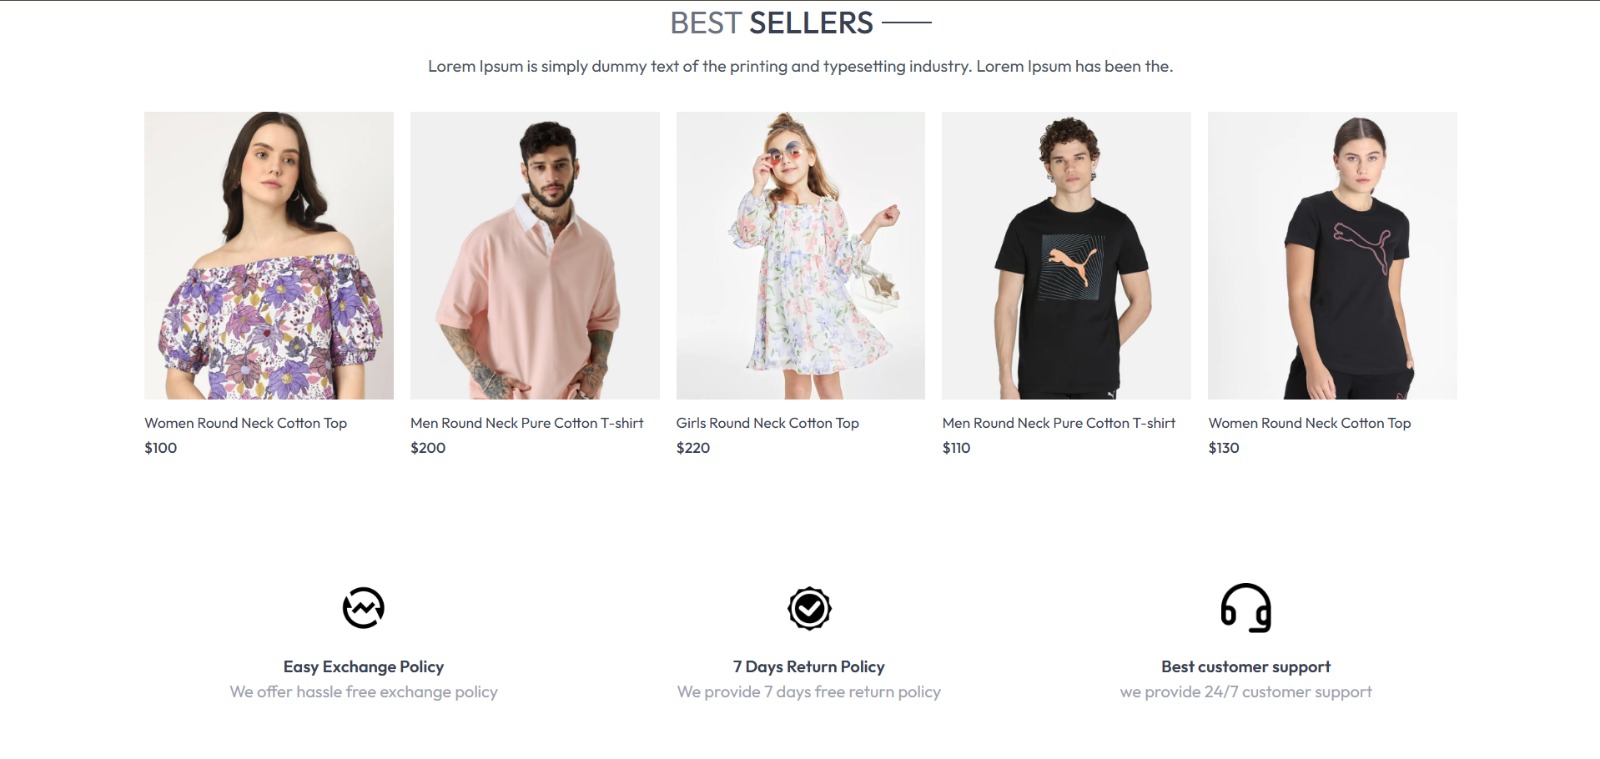 BEST SELLERS
Lorem Ipsum is simply dummy text of the printing and typesetting industry. Lorem Ipsum has been the.
Women Round Neck Cotton Top
$100
Men Round Neck Pure Cotton T-shirt
$200
Girls Round Neck Cotton Top
$220
Men Round Neck Pure Cotton T-shirt
$110
Women Round Neck Cotton Top
$130
Easy Exchange Policy
We offer hassle free exchange policy
7 Days Return Policy
We provide 7 days free return policy
Best customer support
we provide 24/7 customer support